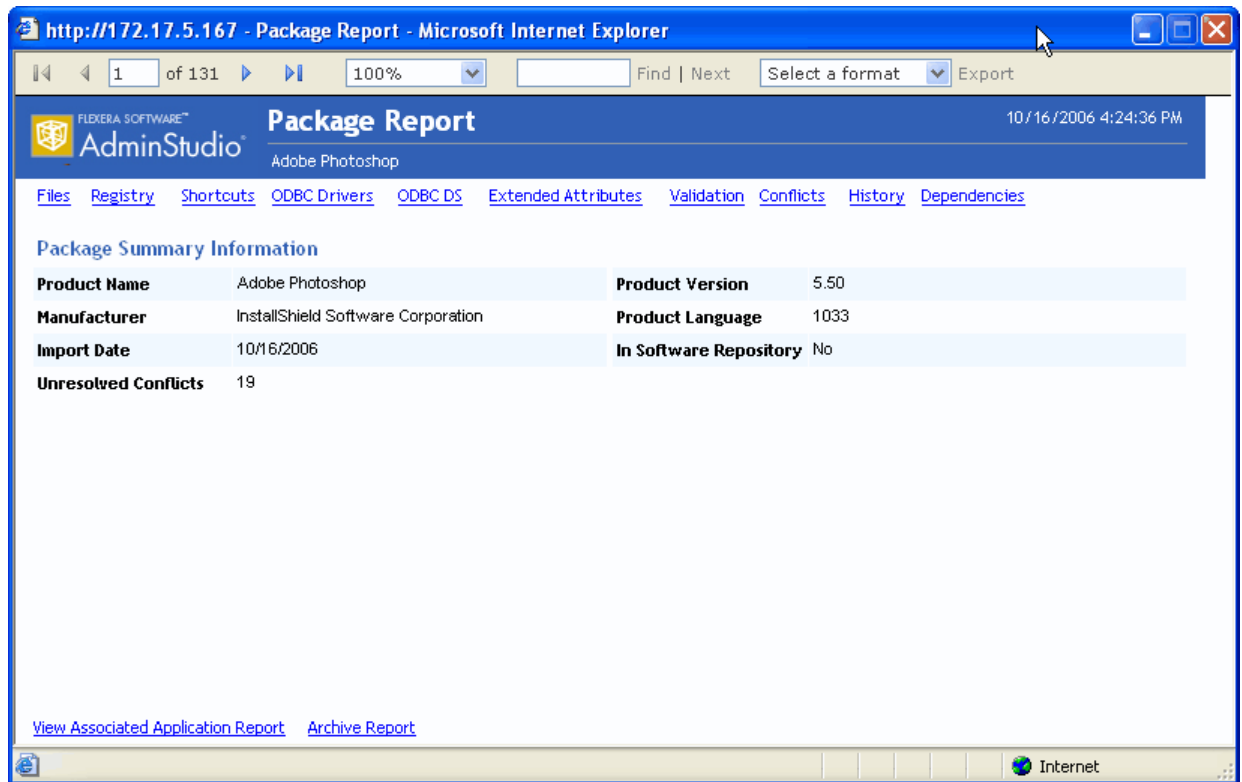 http://172.17.5.167 - Package Report - Microsoft Internet Explorer
1 of 131 100% Find | Next Select a format Export
FLEXERA SOFTWARE™
AdminStudio®
Package Report
10/16/2006 4:24:36 PM
Adobe Photoshop
Files Registry Shortcuts ODBC Drivers ODBC DS Extended Attributes Validation Conflicts History Dependencies
Package Summary Information
Product Name Adobe Photoshop Product Version 5.50
Manufacturer InstallShield Software Corporation Product Language 1033
Import Date 10/16/2006 In Software Repository No
Unresolved Conflicts 19
View Associated Application Report Archive Report
Internet